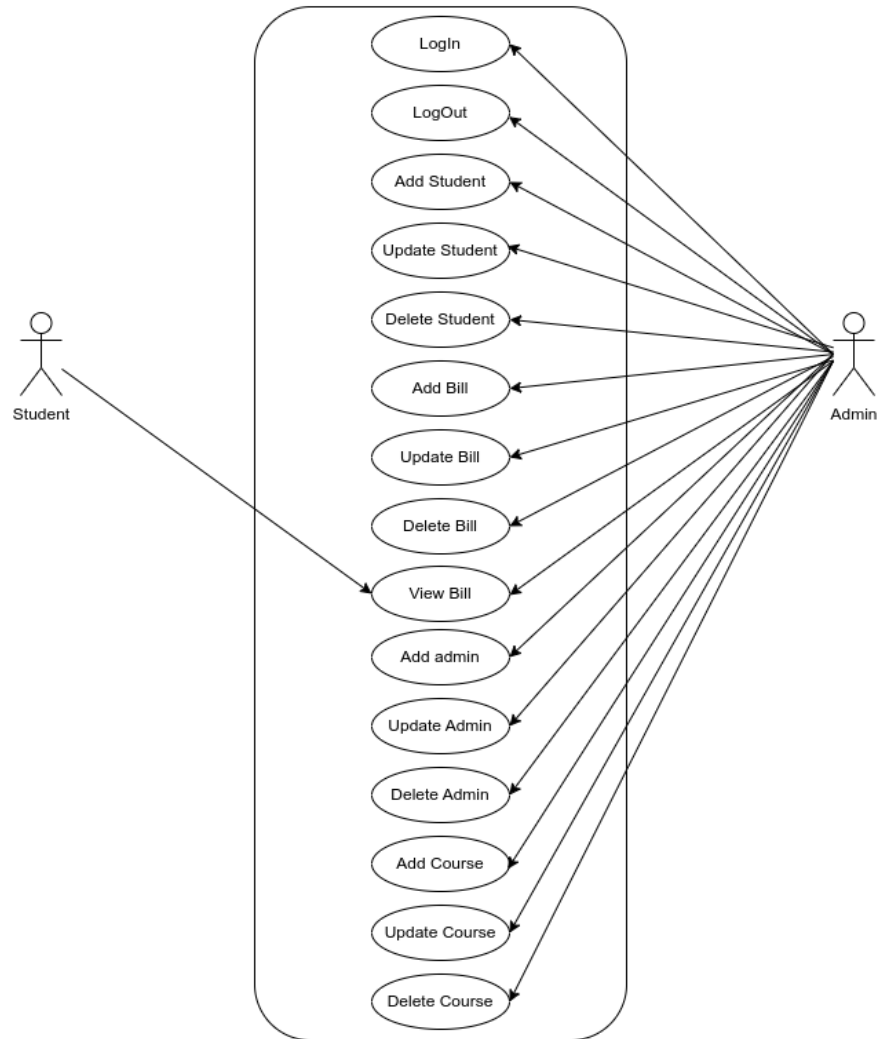 LogIn
LogOut
Add Student
Update Student
Delete Student
Add Bill
Student
Admin
Update Bill
Delete Bill
View Bill
Add admin
Update Admin
Delete Admin
Add Course
Update Course
Delete Course